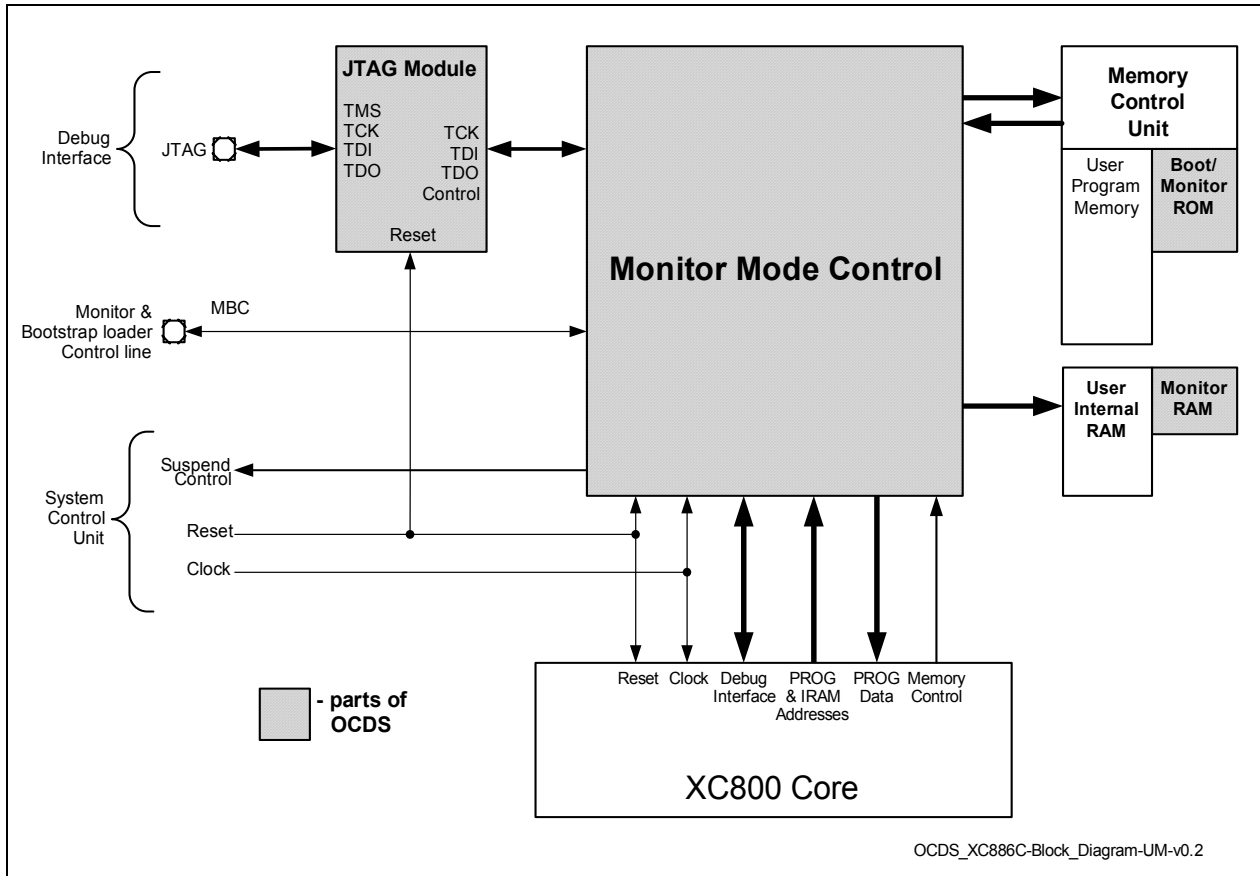 JTAG Module
TMS
TCK
TDI
TDO
TCK
TDI
TDO
Control
Reset
Debug
Interface
JTAG
Monitor Mode Control
Memory
Control
Unit
User
Program
Memory
Boot/
Monitor
ROM
Monitor &
Bootstrap loader
Control line
MBC
User
Internal
RAM
Monitor
RAM
System
Control
Unit
Suspend
Control
Reset
Clock
Reset
Clock
Debug
Interface
PROG
& IRAM
Addresses
PROG
Data
Memory
Control
XC800 Core
- parts of
OCDS
OCDS_XC886C-Block_Diagram-UM-v0.2